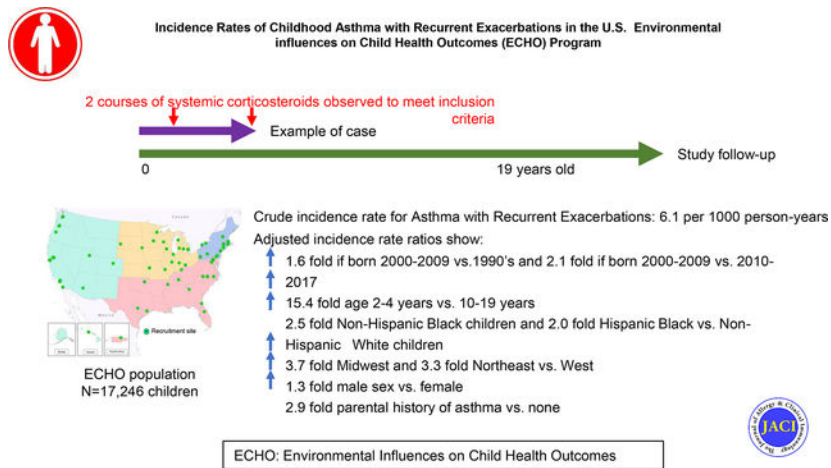 Incidence Rates of Childhood Asthma with Recurrent Exacerbations in the U.S. Environmental
influences on Child Health Outcomes (ECHO) Program
2 courses of systemic corticosteroids observed to meet inclusion
criteria
Example of case
Study follow-up
0
19 years old
Crude incidence rate for Asthma with Recurrent Exacerbations: 6.1 per 1000 person-years
Adjusted incidence rate ratios show:
1.6 fold if born 2000-2009 vs.1990's and 2.1 fold if born 2000-2009 vs. 2010-
2017
15.4 fold age 2-4 years vs. 10-19 years
2.5 fold Non-Hispanic Black children and 2.0 fold Hispanic Black vs. Non-
Hispanic White children
3.7 fold Midwest and 3.3 fold Northeast vs. West
1.3 fold male sex vs. female
2.9 fold parental history of asthma vs. none
Recruitment site
ECHO population
N=17,246 children
The Journal of Allergy & Clinical Immunology
JACI
ECHO: Environmental Influences on Child Health Outcomes